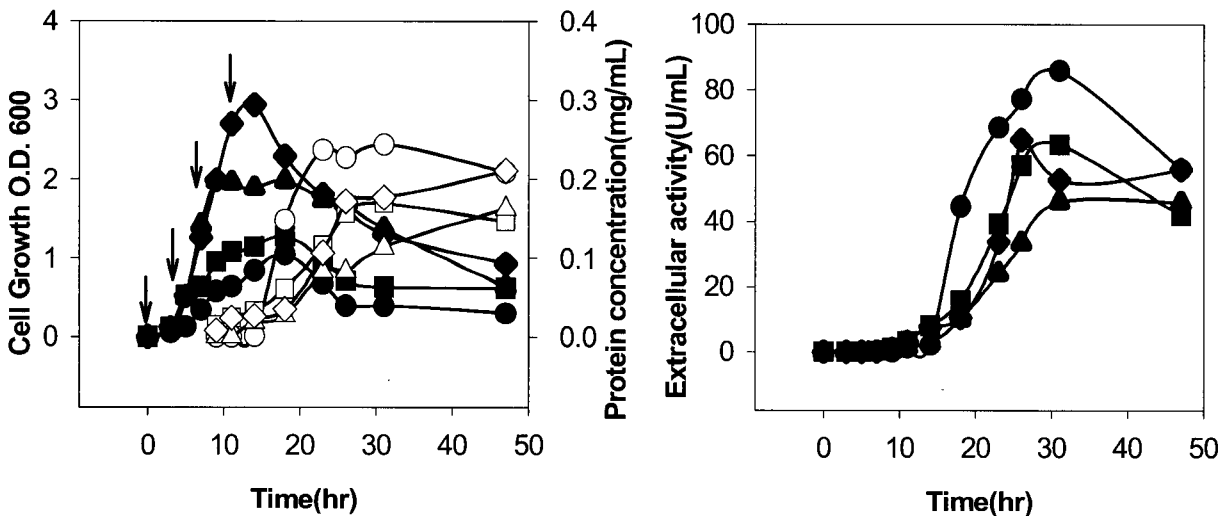 4
3
2
1
0
Cell Growth O.D. 600
0.4
0.3
0.2
0.1
0.0
Protein concentration(mg/mL)
0 10 20 30 40 50
Time(hr)
100
80
60
40
20
0
Extracellular activity(U/mL)
0 10 20 30 40 50
Time(hr)